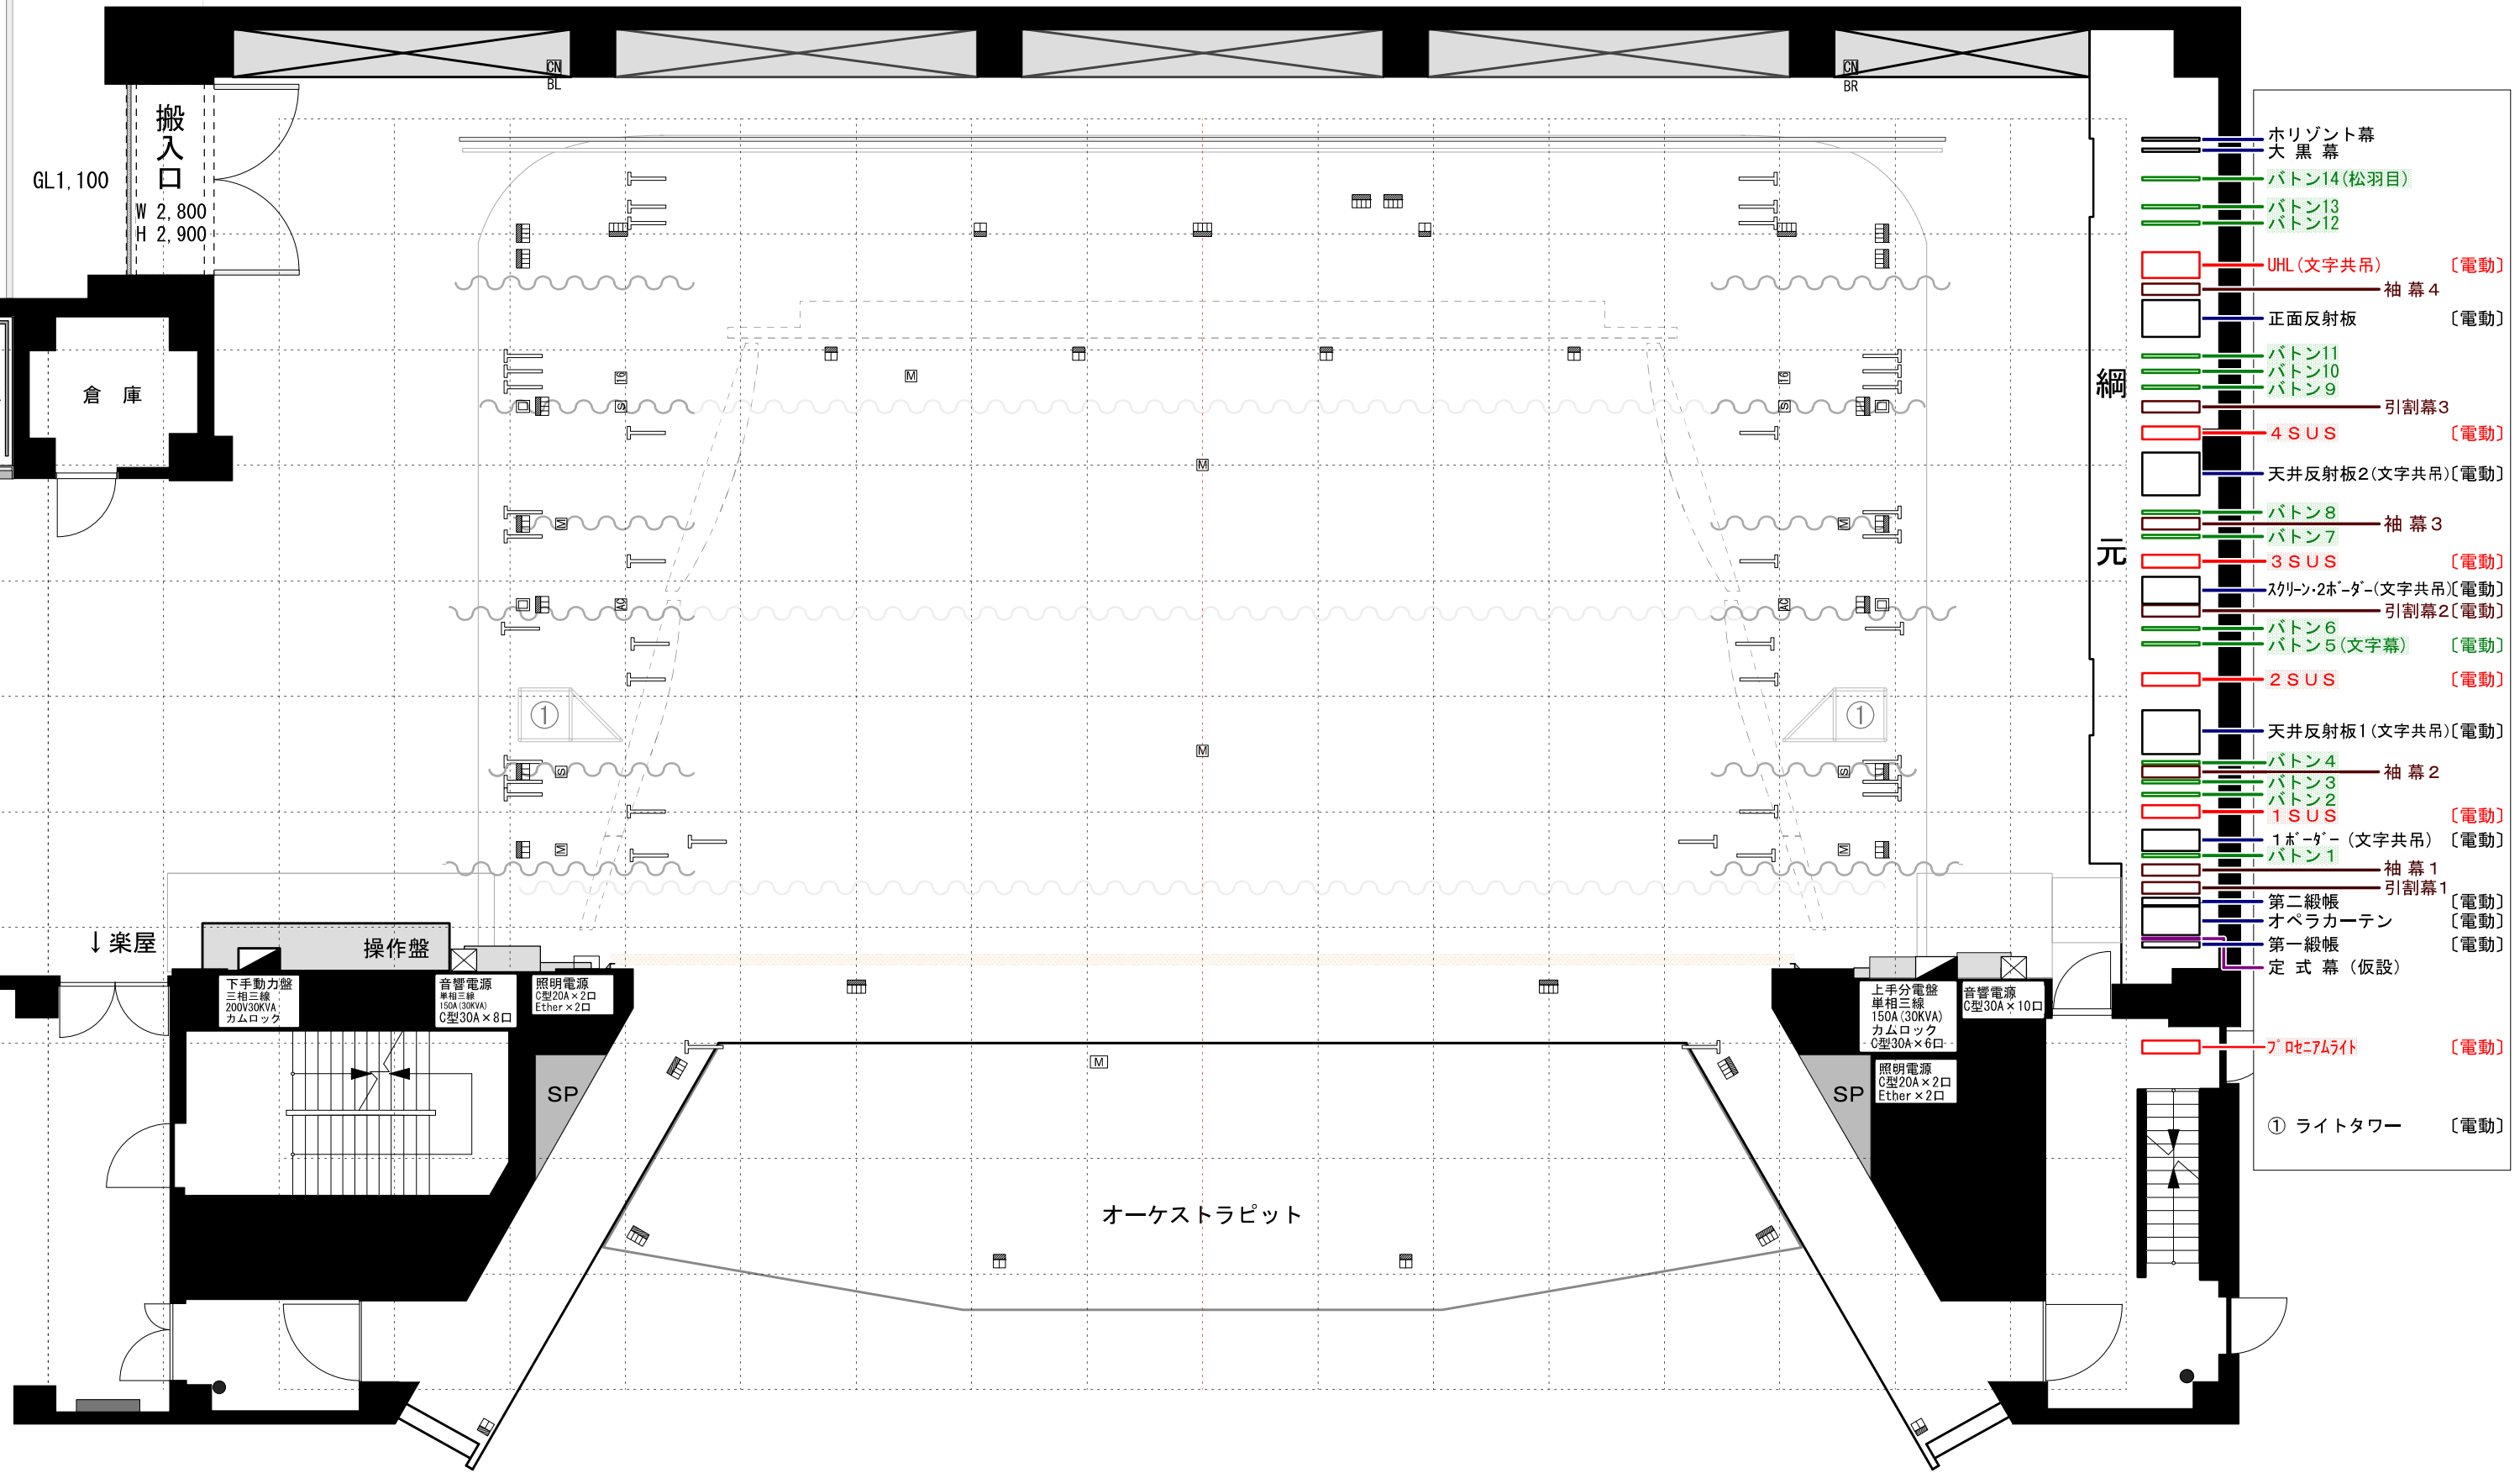 CN
BL
CN
BR
搬入口
GL1,100
W 2,800
H 2,900
倉 庫
綱 元
ホリゾント幕
大 黒 幕
バトン14(松羽目)
バトン13
バトン12
UHL(文字共吊) 〔電動〕
袖 幕４
正面反射板 〔電動〕
バトン11
バトン10
バトン９
引割幕3
４ＳＵＳ 〔電動〕
天井反射板2(文字共吊)〔電動〕
バトン８
袖 幕３
バトン７
３ＳＵＳ 〔電動〕
ｽｸﾘｰﾝ・2ﾎﾞｰﾀﾞｰ(文字共吊)〔電動〕
引割幕2〔電動〕
バトン６
バトン５(文字幕) 〔電動〕
２ＳＵＳ 〔電動〕
天井反射板1(文字共吊)〔電動〕
バトン４
袖 幕２
バトン３
バトン２
１ＳＵＳ 〔電動〕
１ﾎﾞｰﾀﾞｰ (文字共吊) 〔電動〕
バトン１
袖 幕１
引割幕1
第二緞帳 〔電動〕
オペラカーテン 〔電動〕
第一緞帳 〔電動〕
定 式 幕 (仮設)
ﾌﾟﾛｾﾆｱﾑﾗｲﾄ 〔電動〕
① ライトタワー 〔電動〕
16
M
16
S
S
M
M
M
AC
AC
①
①
M
S
S
M
M
↓楽屋
操作盤
下手動力盤
三相三線
200V30KVA
カムロック
音響電源
単相三線
150A(30KVA)
C型30A×8口
照明電源
C型20A×2口
Ether×2口
上手分電盤
単相三線
150A(30KVA)
カムロック
C型30A×6口
音響電源
C型30A×10口
照明電源
C型20A×2口
Ether×2口
M
SP
SP
オーケストラピット